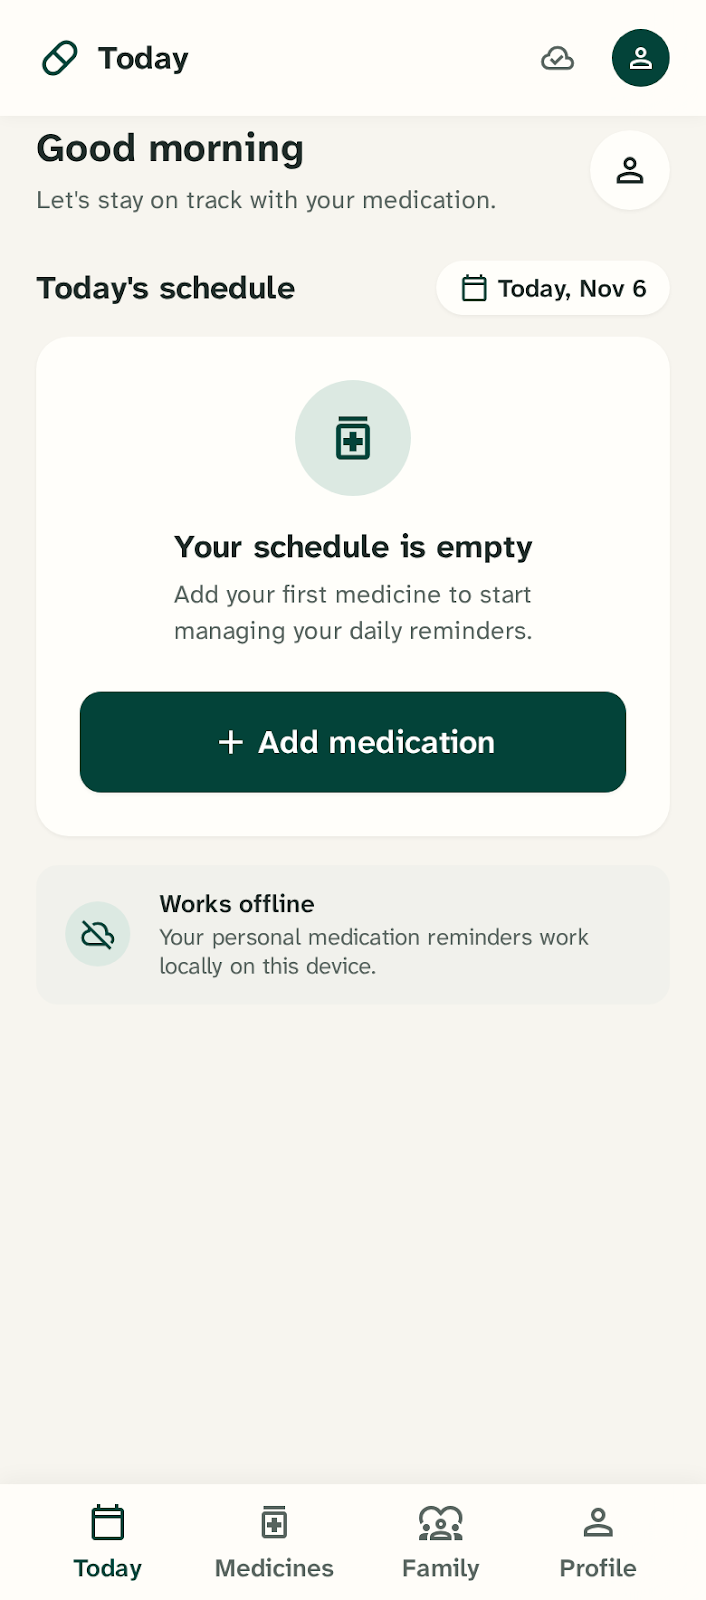 Today
Good morning
Let's stay on track with your medication.
Today's schedule
Today, Nov 6
Your schedule is empty
Add your first medicine to start
managing your daily reminders.
+ Add medication
Works offline
Your personal medication reminders work
locally on this device.
Today
Medicines
Family
Profile